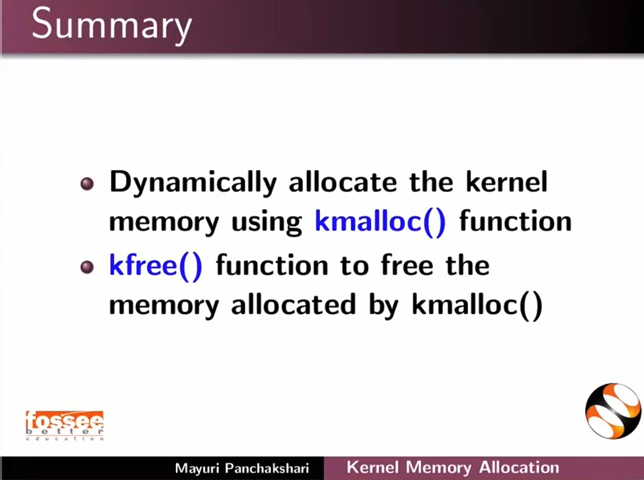 Summary
Dynamically allocate the kernel
memory using kmalloc() function
kfree() function to free the
memory allocated by kmalloc()
fossee
better
education
Mayuri Panchakshari
Kernel Memory Allocation